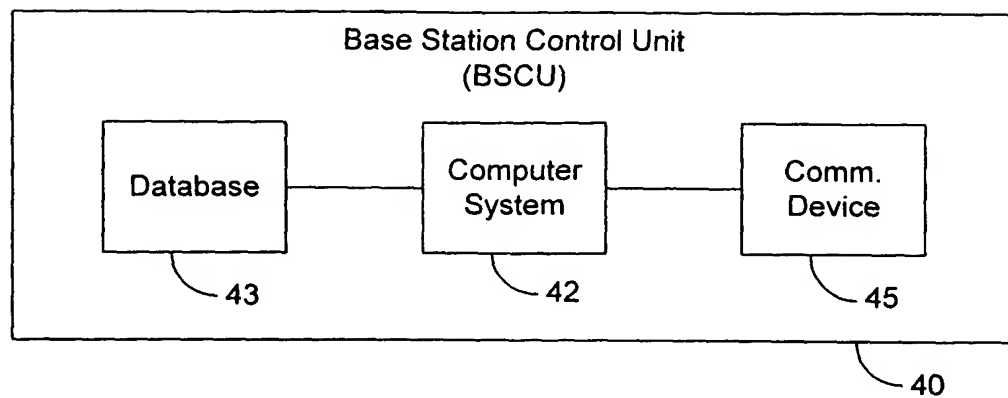 Base Station Control Unit
(BSCU)
Database
Computer
System
Comm.
Device
43
42
45
40